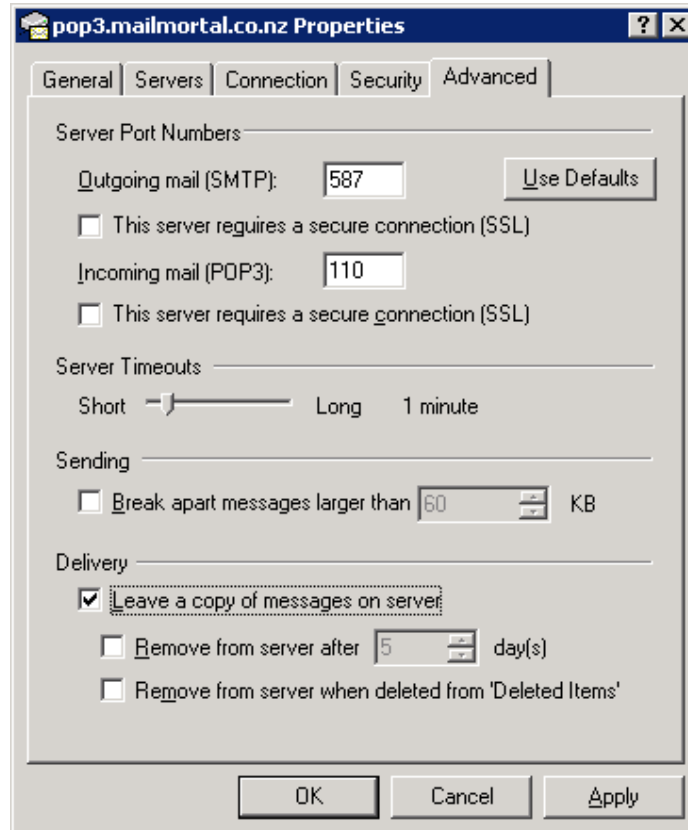 pop3.mailmortal.co.nz Properties ? X
General Servers Connection Security Advanced
Server Port Numbers
Outgoing mail (SMTP): 587 Use Defaults
This server requires a secure connection (SSL)
Incoming mail (POP3): 110
This server requires a secure connection (SSL)
Server Timeouts
Short Long 1 minute
Sending
Break apart messages larger than 60 KB
Delivery
Leave a copy of messages on server
Remove from server after 5 day(s)
Remove from server when deleted from 'Deleted Items'
OK Cancel Apply